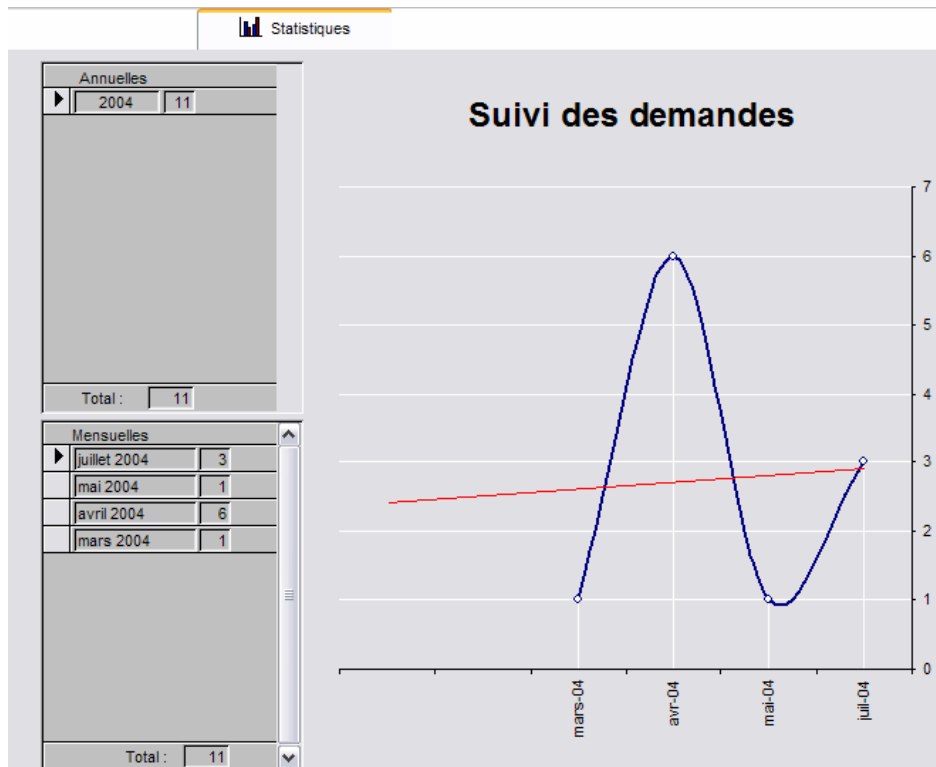 Statistiques
Annuelles
2004 11
Total : 11
Mensuelles
juillet 2004 3
mai 2004 1
avril 2004 6
mars 2004 1
Total : 11
Suivi des demandes
7
6
5
4
3
2
1
0
mars-04
avr-04
mai-04
juil-04